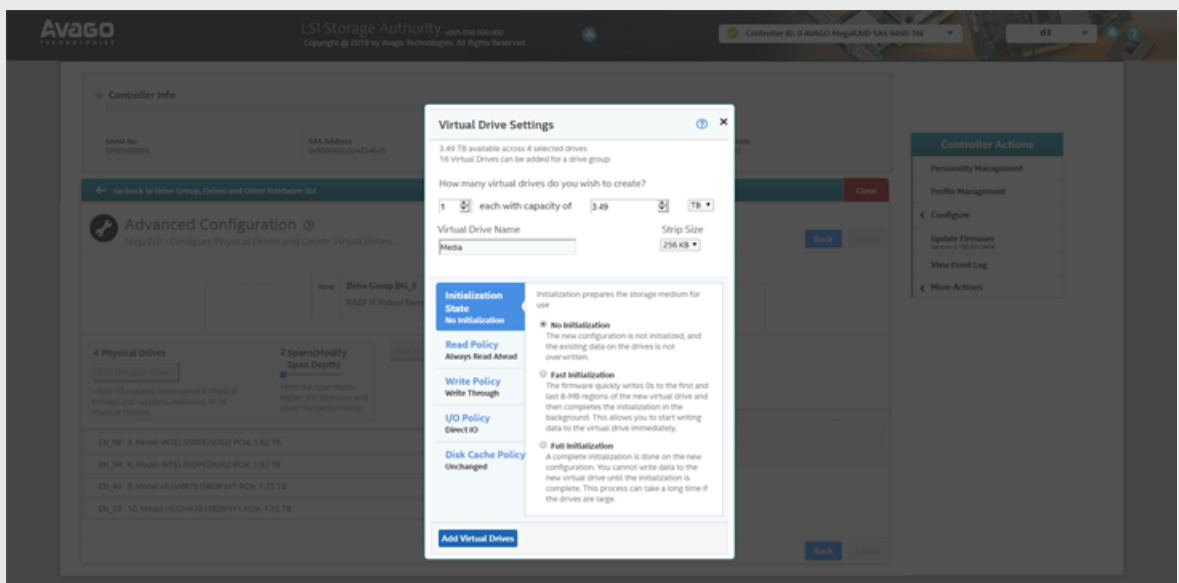 Avago
TECHNOLOGIES
LSI Storage Authority
Copyright @ 2018 by Avago Technologies, All Rights Reserved
Controller ID: 0 AVAGO MegaRAID SAS 9460-16i
d3
+ Controller Info
Serial No
SAS Address
Go back to Drive Group, Drives and Other Hardware list
Close
Advanced Configuration
Step 2/2 : Configure Physical Drives and Create Virtual Drives.
Back
New
Drive Group DG_0
4 Physical Drives
Add Physical Drives
2 Spans(Modify
Span Depth)
More the span depth
higher the tolerance and
lower the performance
EN_98 : 4, Model-INTEL
PCIe, 1.82 TB
EN_98 : 6, Model-INTEL
PCIe, 1.82 TB
EN_98 : 8, Model-
PCIe, 1.75 TB
EN_98 : 10, Model-
PCIe, 1.75 TB
Back
Virtual Drive Settings
3.49 TB available across 4 selected drives
16 Virtual Drives can be added for a drive group
How many virtual drives do you wish to create?
1 each with capacity of 3.49 TB
Virtual Drive Name Strip Size
Media 256 KB
Initialization
State
No Initialization
Read Policy
Always Read Ahead
Write Policy
Write Through
I/O Policy
Direct IO
Disk Cache Policy
Unchanged
Initialization prepares the storage medium for
use
No Initialization
The new configuration is not initialized, and
the existing data on the drives is not
overwritten.
Fast Initialization
The firmware quickly writes 0s to the first and
last 8-MB regions of the new virtual drive and
then completes the initialization in the
background. This allows you to start writing
data to the virtual drive immediately.
Full Initialization
A complete initialization is done on the new
configuration. You cannot write data to the
new virtual drive until the initialization is
complete. This process can take a long time if
the drives are large.
Add Virtual Drives
Controller Actions
Personality Management
Profile Management
Configure
Update Firmware
View Event Log
More Actions